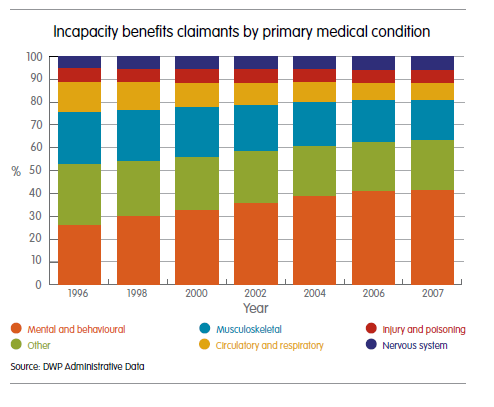 Incapacity benefits claimants by primary medical condition
100
90
80
70
60
50
40
30
20
10
0
%
1996 1998 2000 2002 2004 2006 2007
Year
Mental and behavioural Musculoskeletal Injury and poisoning
Other Circulatory and respiratory Nervous system
Source: DWP Administrative Data